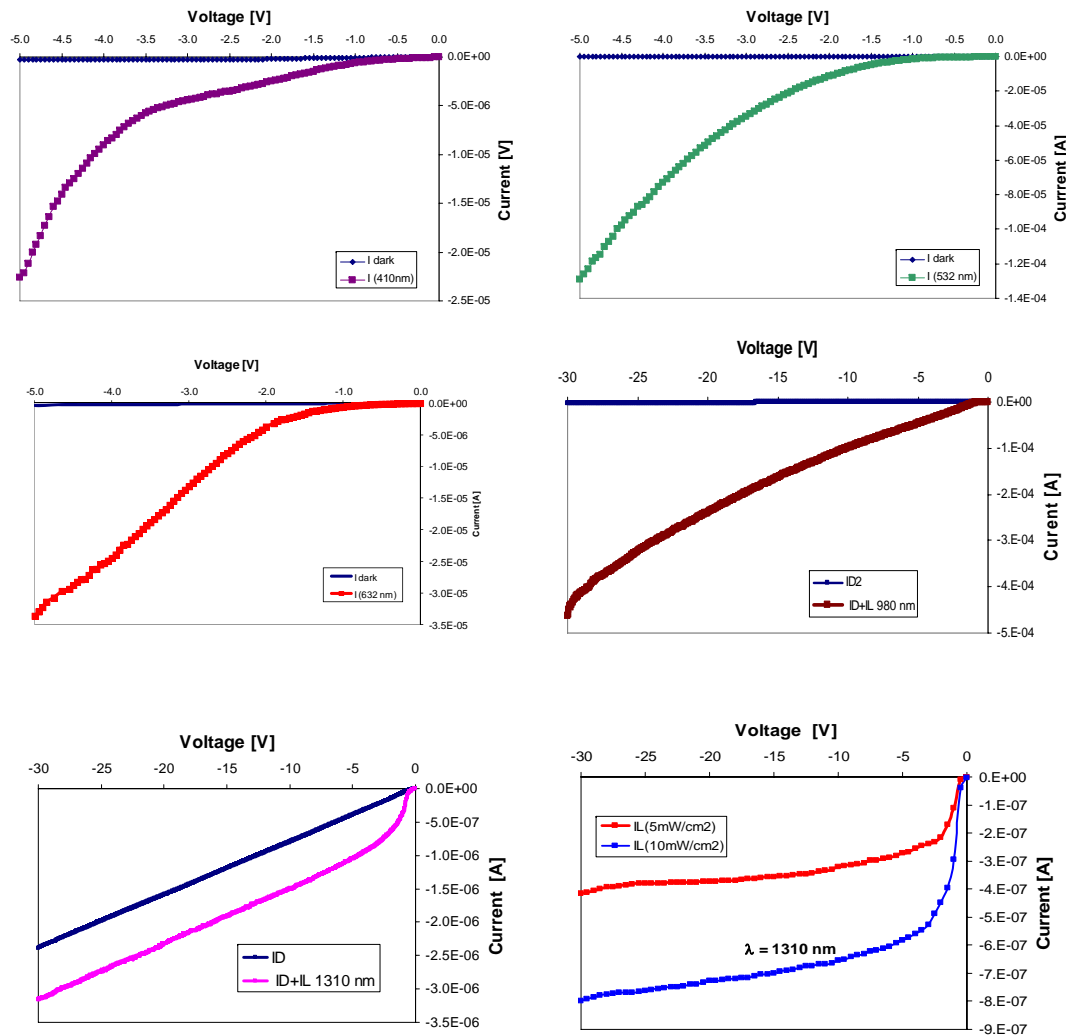 Voltage [V]
-5.0 -4.5 -4.0 -3.5 -3.0 -2.5 -2.0 -1.5 -1.0 -0.5 0.0
0.0E+00
-5.0E-06
-1.0E-05
-1.5E-05
-2.0E-05
-2.5E-05
Current [V]
I dark
I (410nm)
Voltage [V]
-5.0 -4.5 -4.0 -3.5 -3.0 -2.5 -2.0 -1.5 -1.0 -0.5 0.0
0.0E+00
-2.0E-05
-4.0E-05
-6.0E-05
-8.0E-05
-1.0E-04
-1.2E-04
-1.4E-04
Currrent [A]
I dark
I (532 nm)
Voltage [V]
-5.0 -4.0 -3.0 -2.0 -1.0 0.0
0.0E+00
-5.0E-06
-1.0E-05
-1.5E-05
-2.0E-05
-2.5E-05
-3.0E-05
-3.5E-05
Current [A]
I dark
I (632 nm)
Voltage [V]
-30 -25 -20 -15 -10 -5 0
0.E+00
-1.E-04
-2.E-04
-3.E-04
-4.E-04
-5.E-04
Curent [A]
ID2
ID+IL 980 nm
Voltage [V]
-30 -25 -20 -15 -10 -5 0
0.0E+00
-5.0E-07
-1.0E-06
-1.5E-06
-2.0E-06
-2.5E-06
-3.0E-06
-3.5E-06
Current [A]
ID
ID+IL 1310 nm
Voltage [V]
-30 -25 -20 -15 -10 -5 0
0.E+00
-1.E-07
-2.E-07
-3.E-07
-4.E-07
-5.E-07
-6.E-07
-7.E-07
-8.E-07
-9.E-07
Current [A]
IL(5mW/cm2)
IL(10mW/cm2)
λ = 1310 nm